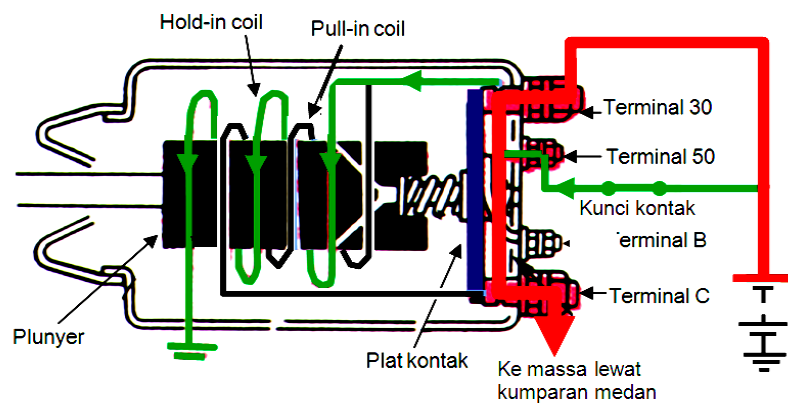 Hold-in coil
Pull-in coil
Terminal 30
Terminal 50
Kunci kontak
erminal B
Terminal C
Plunyer
Plat kontak
Ke massa lewat
kumparan medan